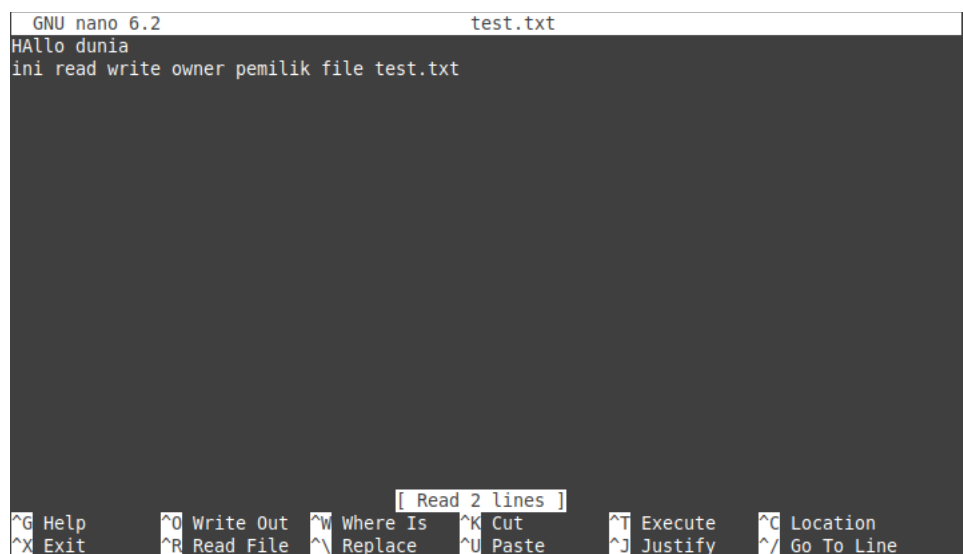 GNU nano 6.2 test.txt
HAllo dunia
ini read write owner pemilik file test.txt
[ Read 2 lines ]
^G Help ^O Write Out ^W Where Is ^K Cut ^T Execute ^C Location
^X Exit ^R Read File ^\ Replace ^U Paste ^J Justify ^/ Go To Line